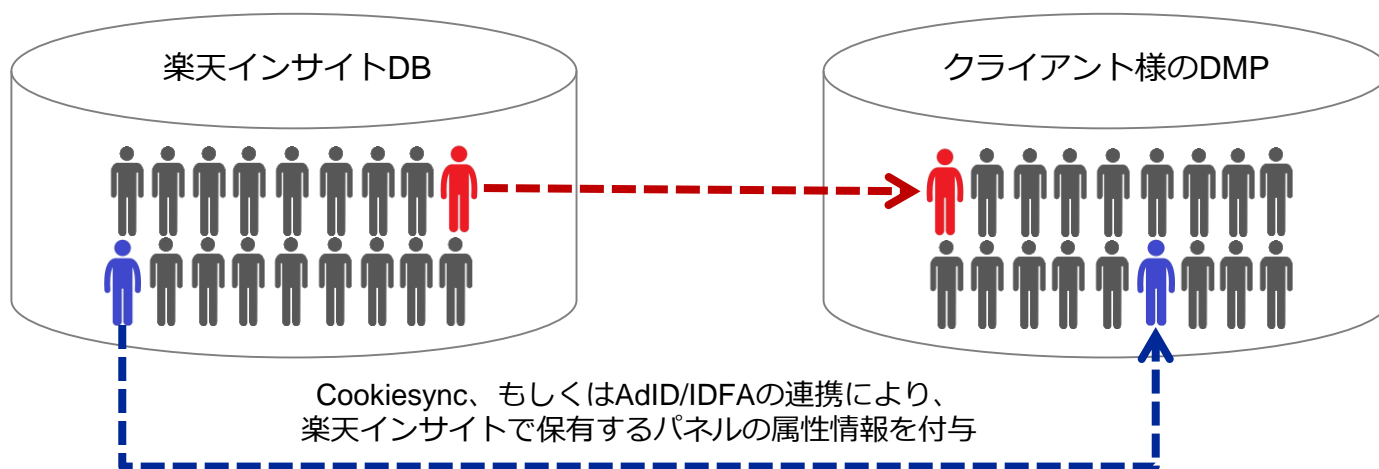 楽天インサイトDB
クライアント様のDMP
Cookiesync、もしくはAdID/IDFAの連携により、
楽天インサイトで保有するパネルの属性情報を付与